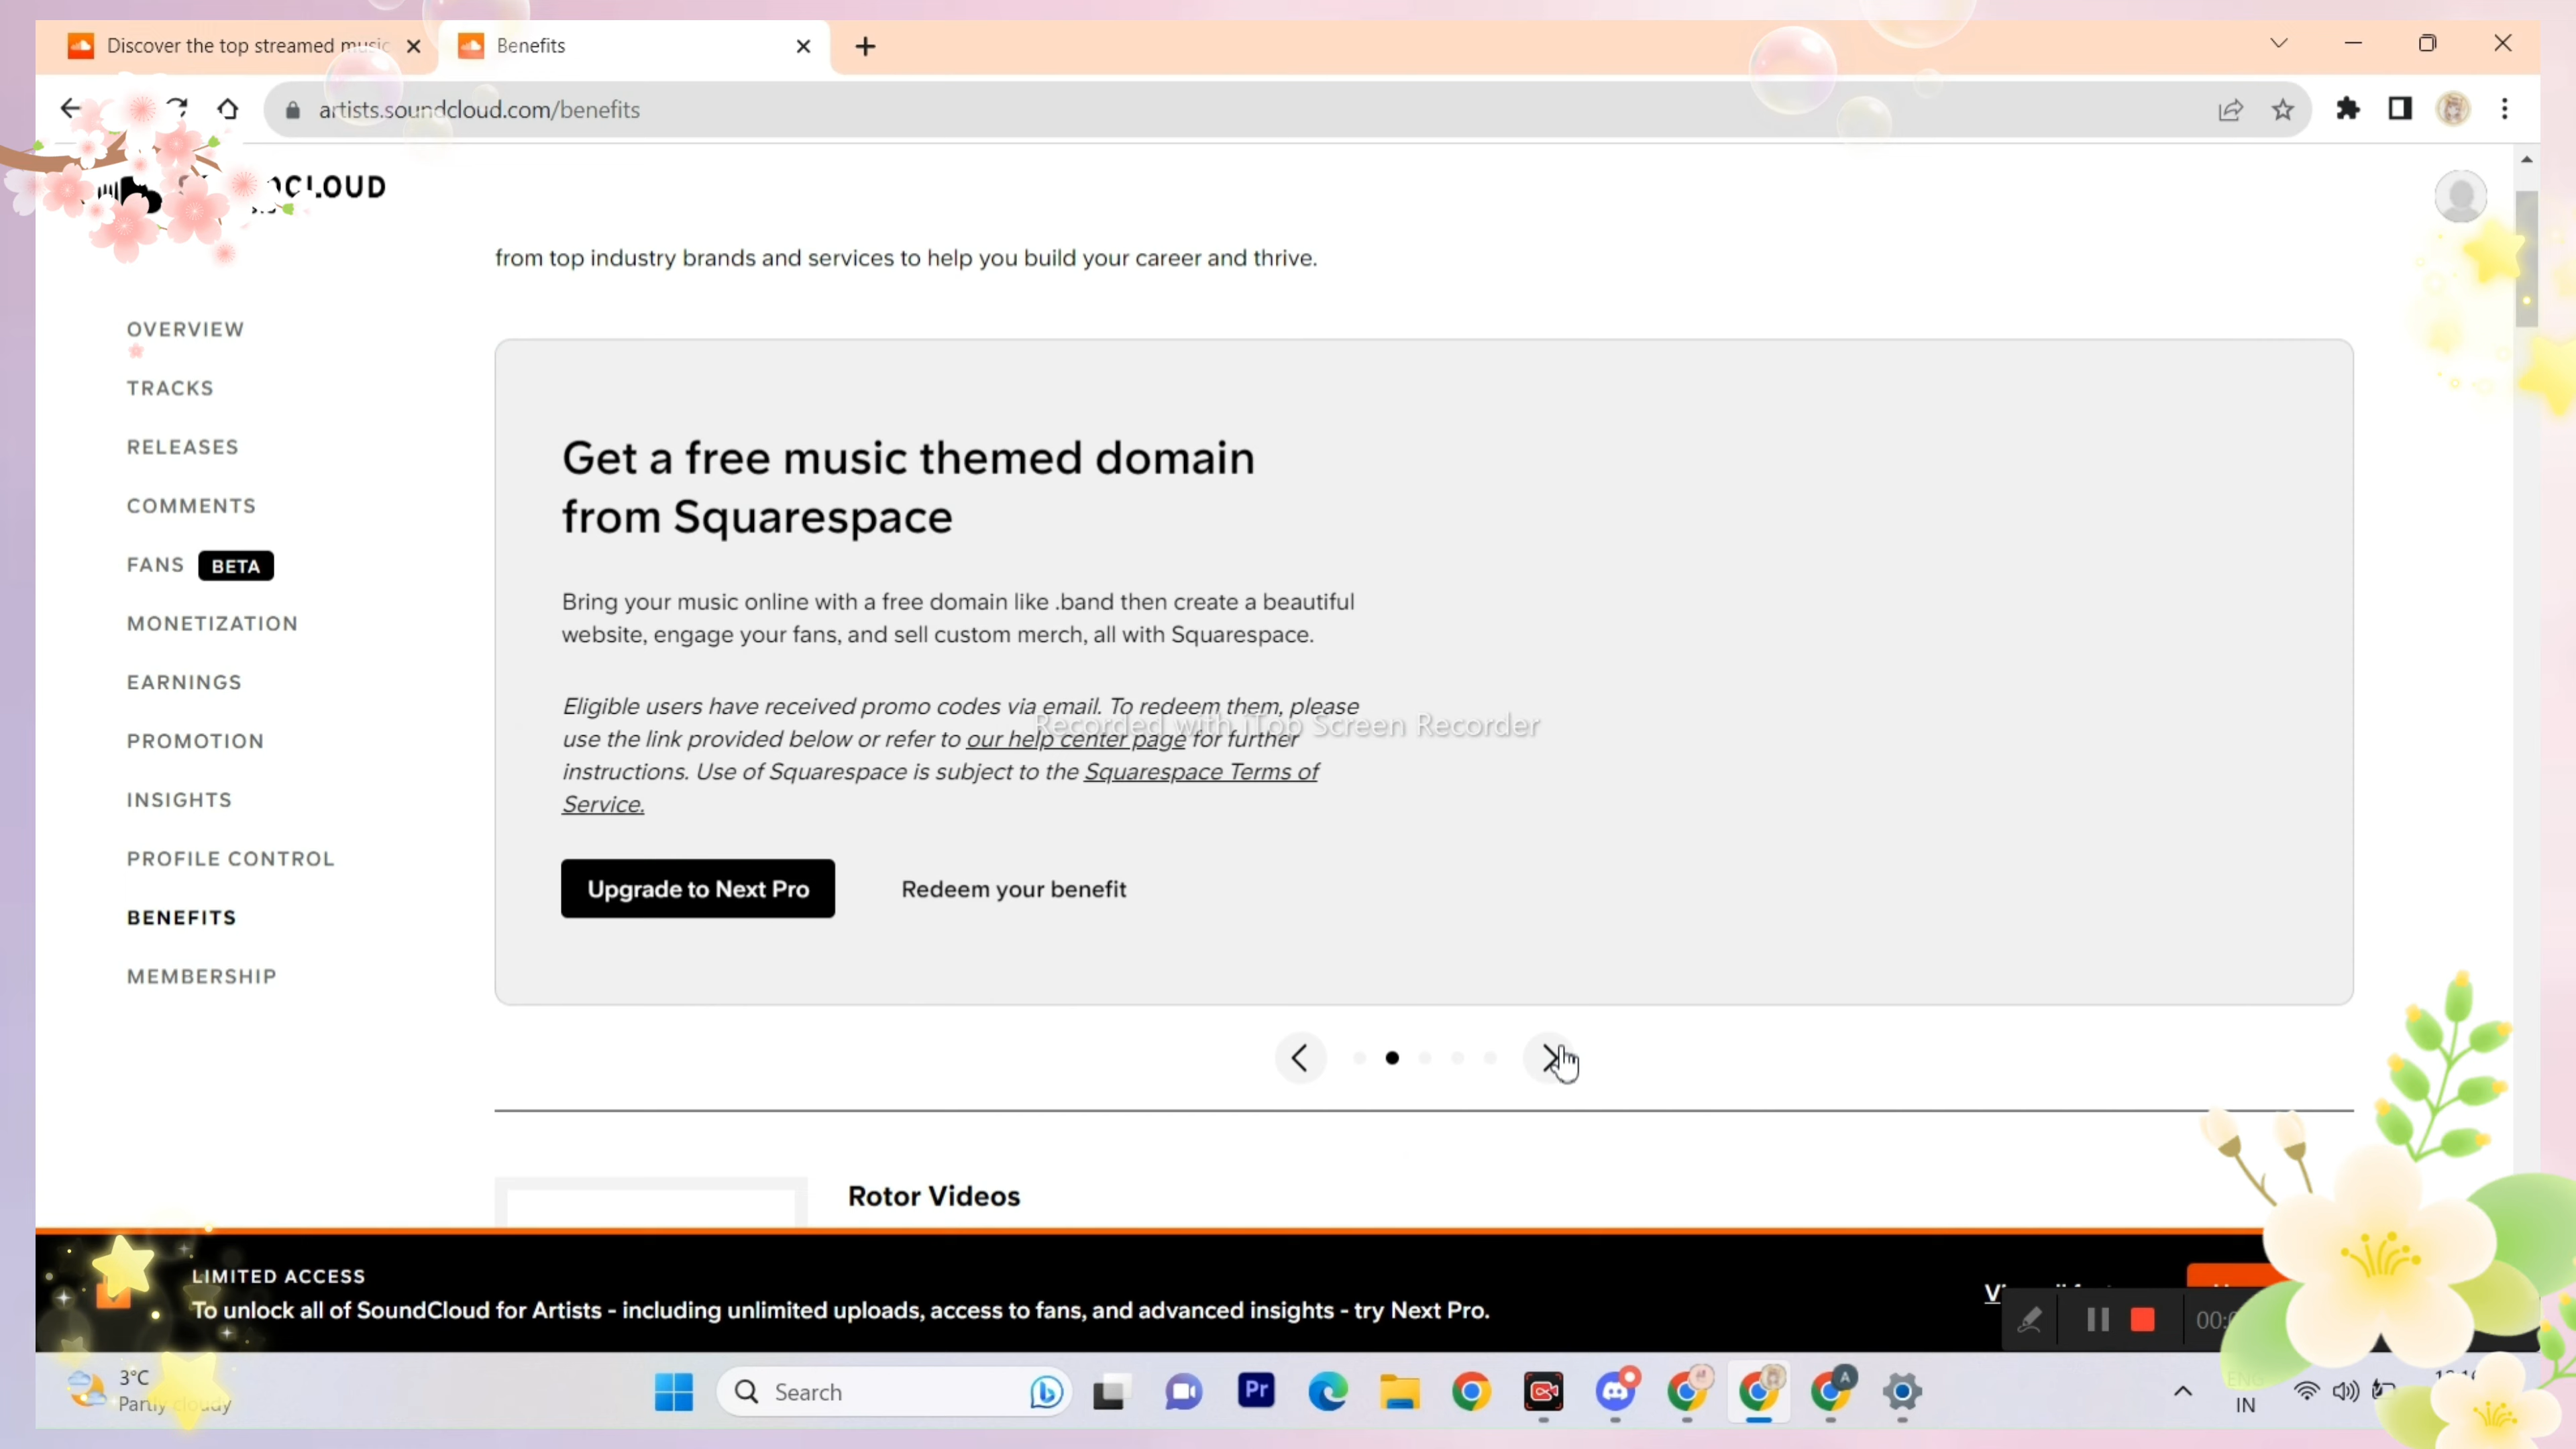 Discover the top streamed music
Benefits
artists.soundcloud.com/benefits
from top industry brands and services to help you build your career and thrive.
OVERVIEW
TRACKS
RELEASES
COMMENTS
FANS BETA
MONETIZATION
EARNINGS
PROMOTION
INSIGHTS
PROFILE CONTROL
BENEFITS
MEMBERSHIP
Get a free music themed domain
from Squarespace
Bring your music online with a free domain like .band then create a beautiful
website, engage your fans, and sell custom merch, all with Squarespace.
Eligible users have received promo codes via email. To redeem them, please
use the link provided below or refer to our help center page for further
instructions. Use of Squarespace is subject to the Squarespace Terms of
Service.
Recorded with iTop Screen Recorder
Upgrade to Next Pro
Redeem your benefit
Rotor Videos
LIMITED ACCESS
To unlock all of SoundCloud for Artists - including unlimited uploads, access to fans, and advanced insights - try Next Pro.
3°C
Partly cloudy
Search
Pr
A
IN